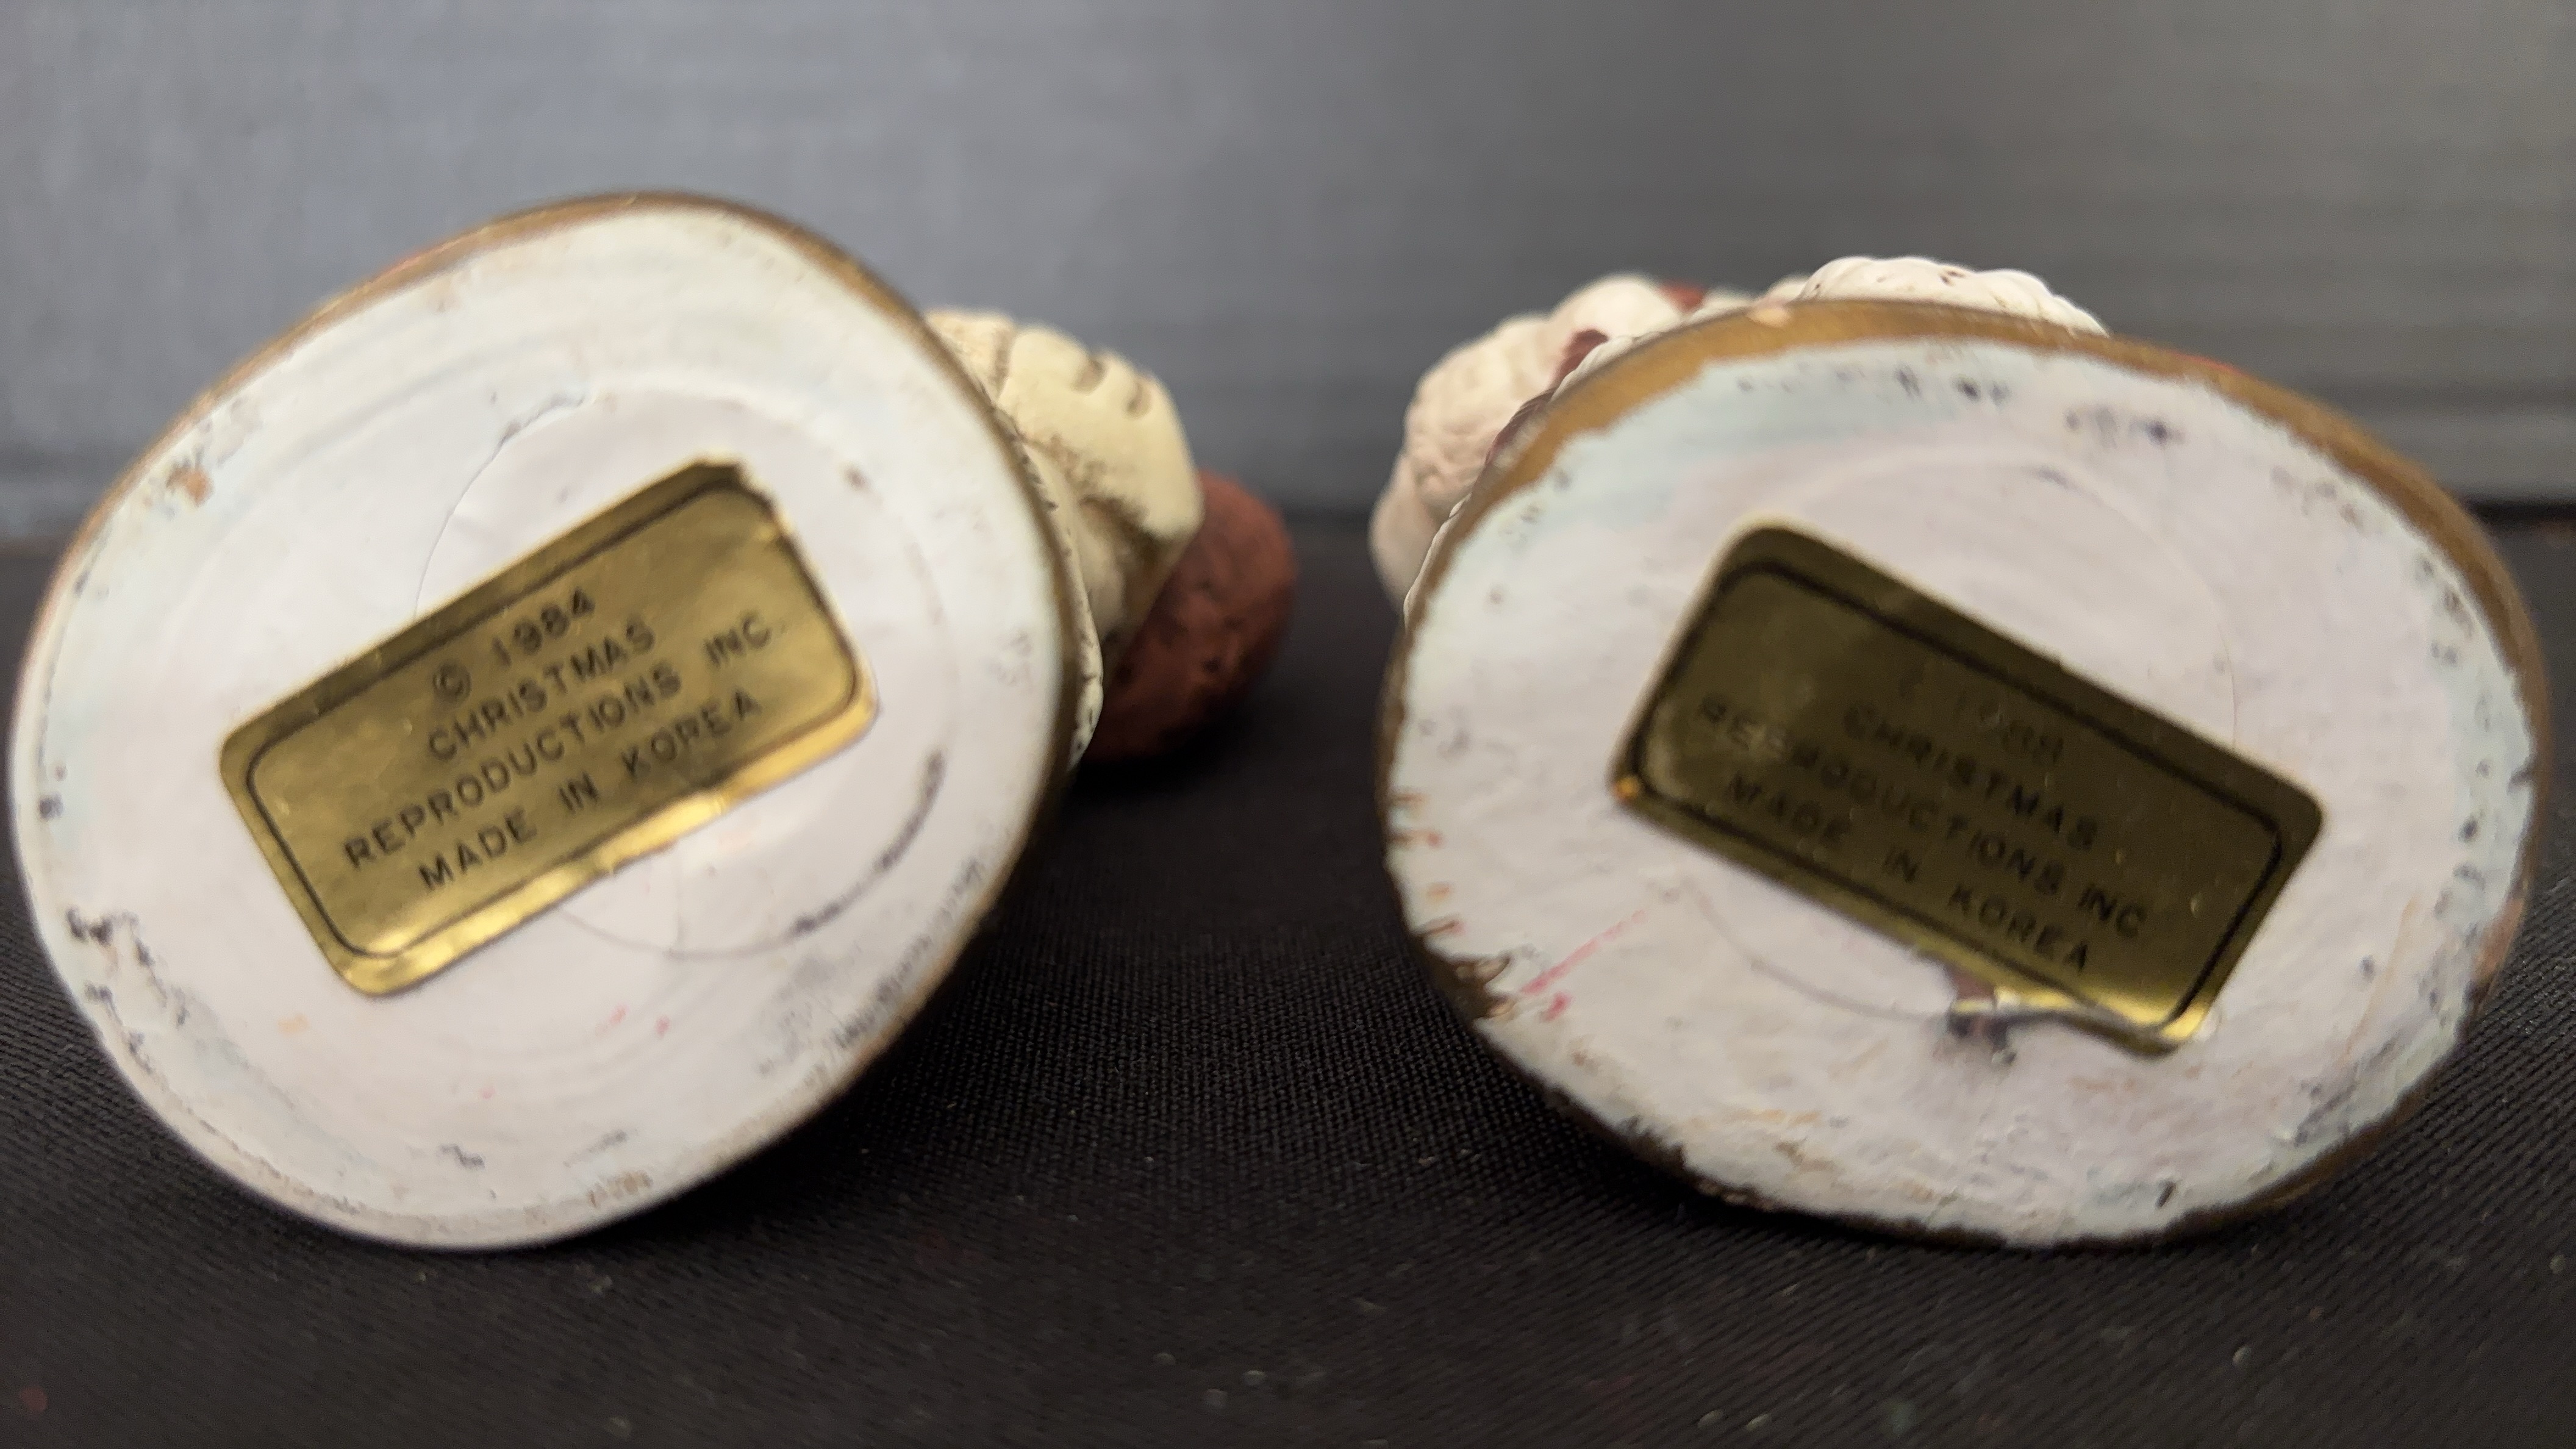 © 1984
CHRISTMAS
REPRODUCTIONS INC.
MADE IN KOREA
CHRISTMAS
REPRODUCTIONS INC
MADE IN KOREA